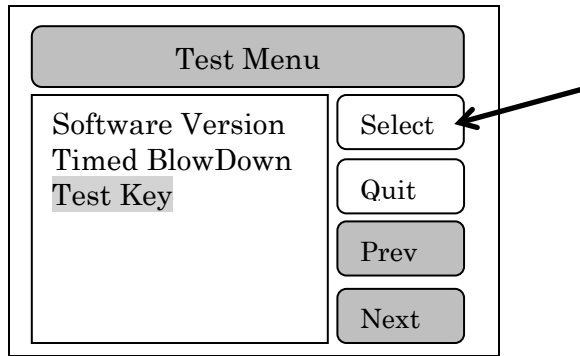 Test Menu
Software Version
Timed BlowDown
Test Key
Select
Quit
Prev
Next